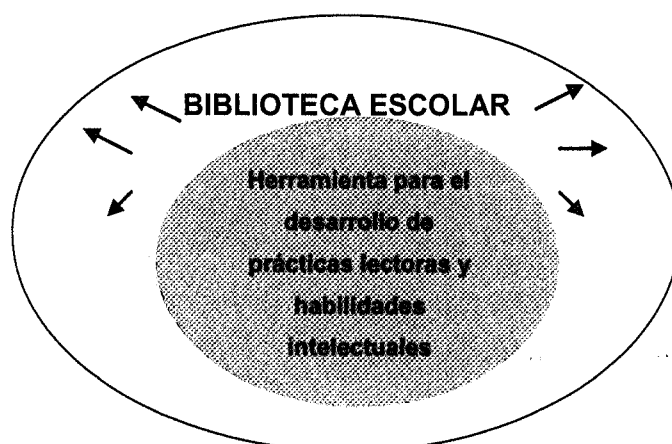 BIBLIOTECA ESCOLAR
Herramienta para el
desarrollo de
prácticas lectoras y
habilidades
intelectuales